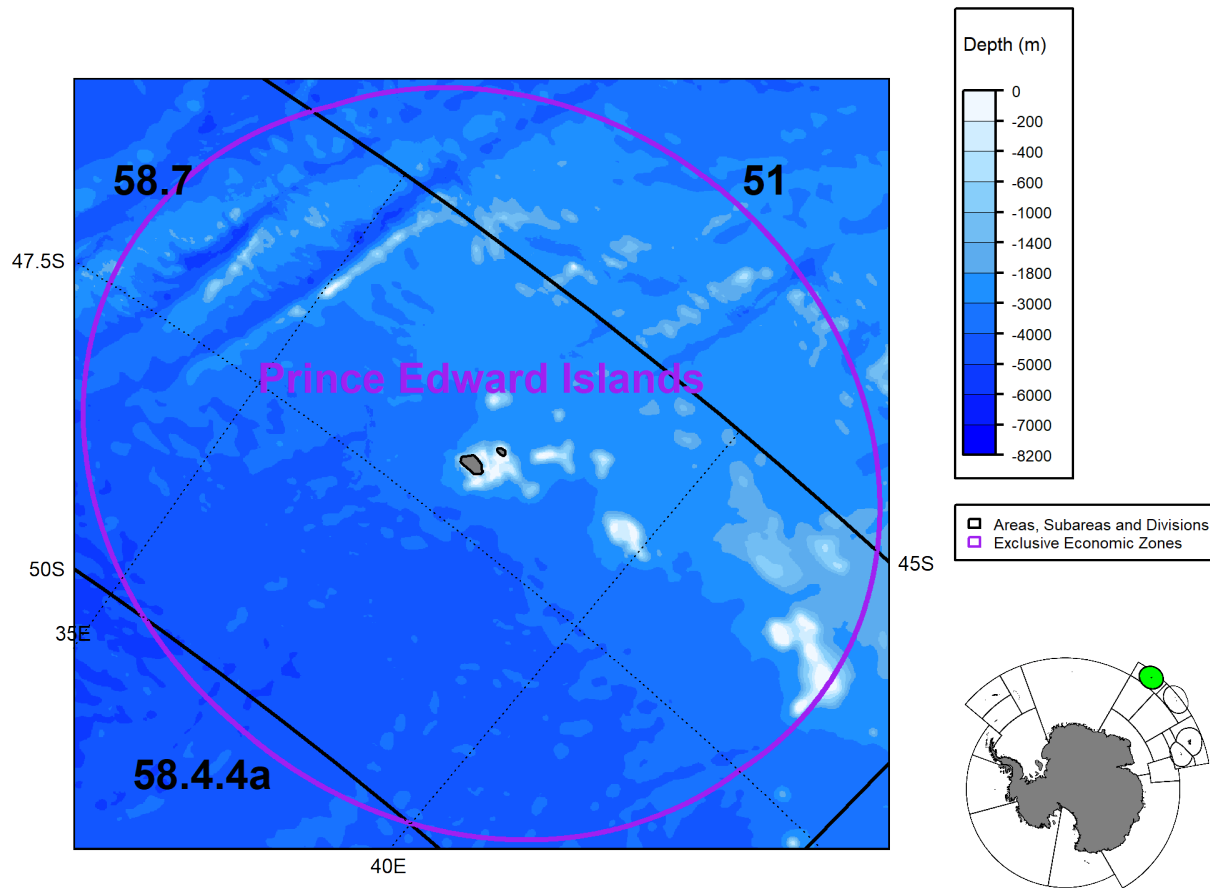 58.7
51
47.5S
Prince Edward Islands
50S
35E
45S
58.4.4a
40E
Depth (m)
0
-200
-400
-600
-1000
-1400
-1800
-3000
-4000
-5000
-6000
-7000
-8200
Areas, Subareas and Divisions
Exclusive Economic Zones